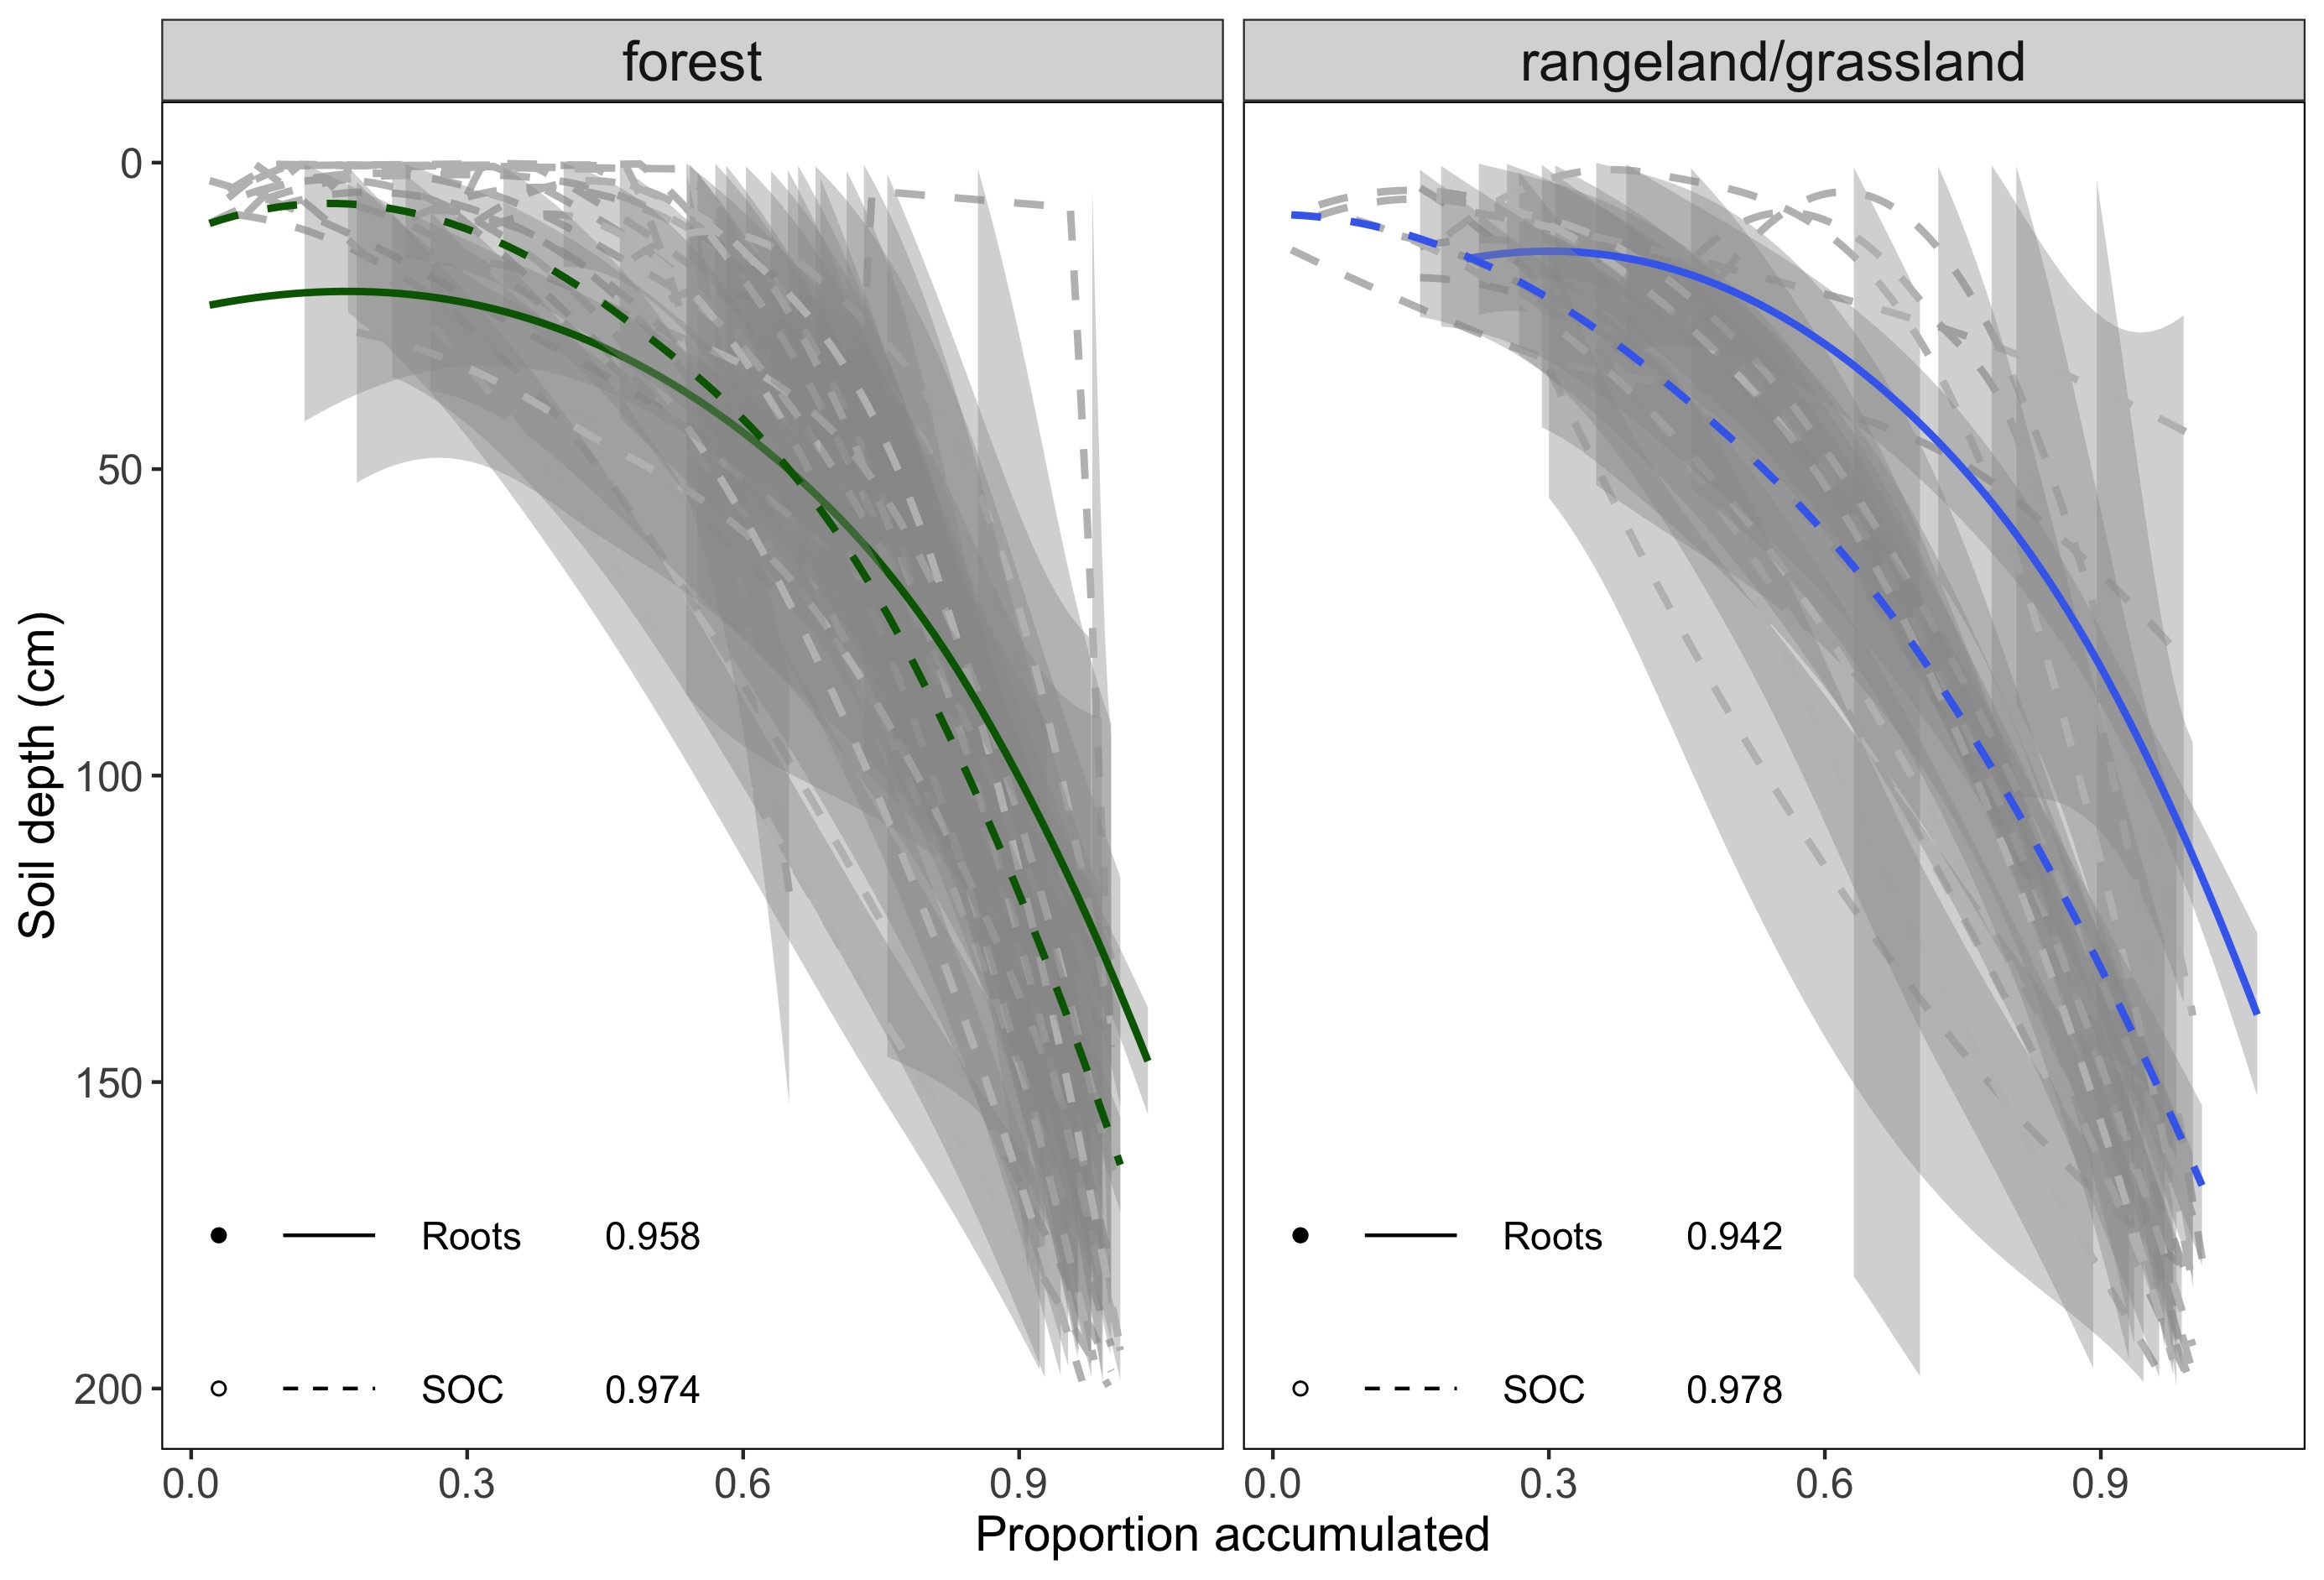 forest
rangeland/grassland
Soil depth (cm)
0
50
100
150
200
Roots 0.958
SOC 0.974
Roots 0.942
SOC 0.978
0.0 0.3 0.6 0.9
0.0 0.3 0.6 0.9
Proportion accumulated